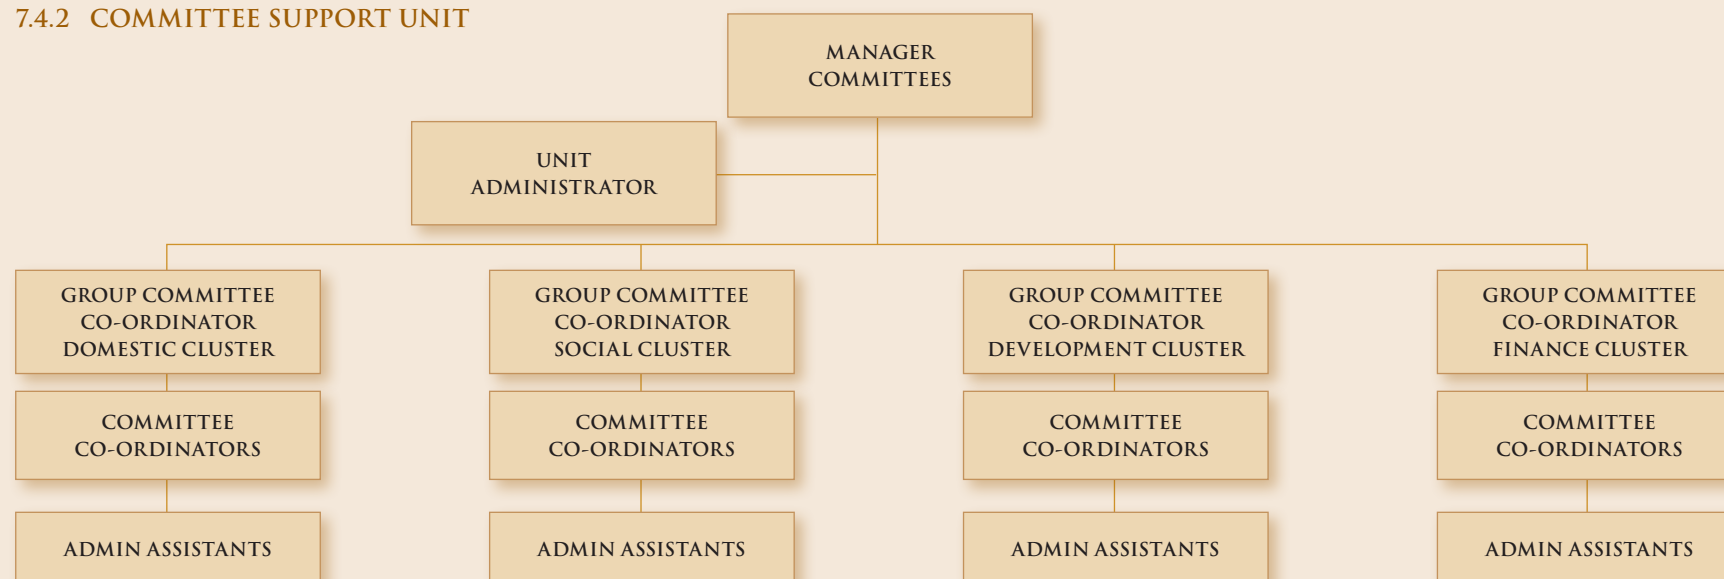 7.4.2 COMMITTEE SUPPORT UNIT
MANAGER
COMMITTEES
UNIT
ADMINISTRATOR
GROUP COMMITTEE
CO-ORDINATOR
DOMESTIC CLUSTER
GROUP COMMITTEE
CO-ORDINATOR
SOCIAL CLUSTER
GROUP COMMITTEE
CO-ORDINATOR
DEVELOPMENT CLUSTER
GROUP COMMITTEE
CO-ORDINATOR
FINANCE CLUSTER
COMMITTEE
CO-ORDINATORS
COMMITTEE
CO-ORDINATORS
COMMITTEE
CO-ORDINATORS
COMMITTEE
CO-ORDINATORS
ADMIN ASSISTANTS
ADMIN ASSISTANTS
ADMIN ASSISTANTS
ADMIN ASSISTANTS